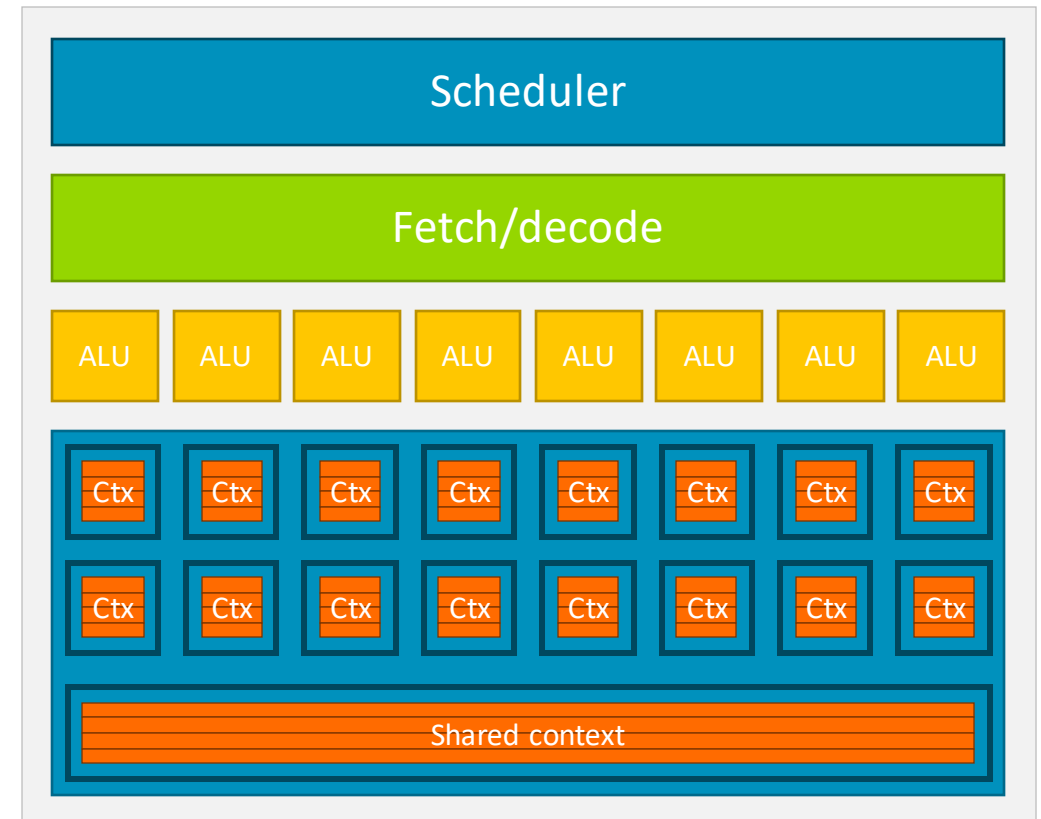 Scheduler
Fetch/decode
ALU ALU ALU ALU ALU ALU ALU ALU
Ctx Ctx Ctx Ctx Ctx Ctx Ctx Ctx
Ctx Ctx Ctx Ctx Ctx Ctx Ctx Ctx
Shared context